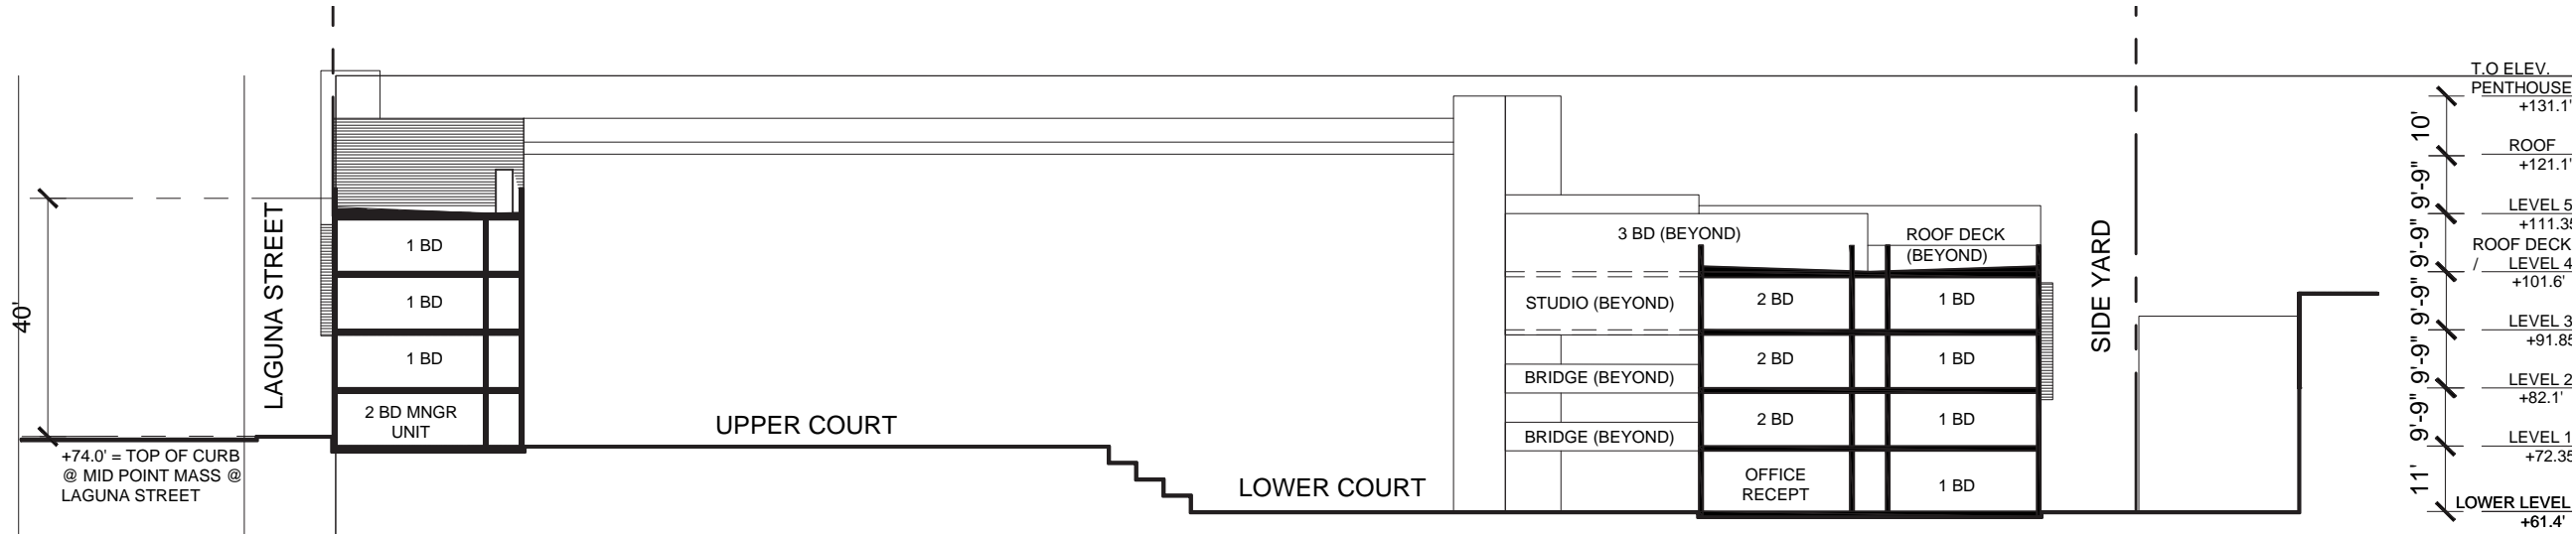 T.O ELEV.
PENTHOUSE
+131.1'
10'
ROOF
+121.1'
9'-9"
LEVEL 5
+111.35
9'-9"
ROOF DECK
/ LEVEL 4
+101.6'
9'-9"
LEVEL 3
+91.85
9'-9"
LEVEL 2
+82.1'
9'-9"
LEVEL 1
+72.35
11'
LOWER LEVEL
+61.4'
40'
LAGUNA STREET
1 BD
1 BD
1 BD
2 BD MNGR
UNIT
+74.0' = TOP OF CURB
@ MID POINT MASS @
LAGUNA STREET
UPPER COURT
LOWER COURT
3 BD (BEYOND)
ROOF DECK
(BEYOND)
STUDIO (BEYOND)
2 BD
1 BD
BRIDGE (BEYOND)
2 BD
1 BD
BRIDGE (BEYOND)
2 BD
1 BD
OFFICE
RECEPT
1 BD
SIDE YARD